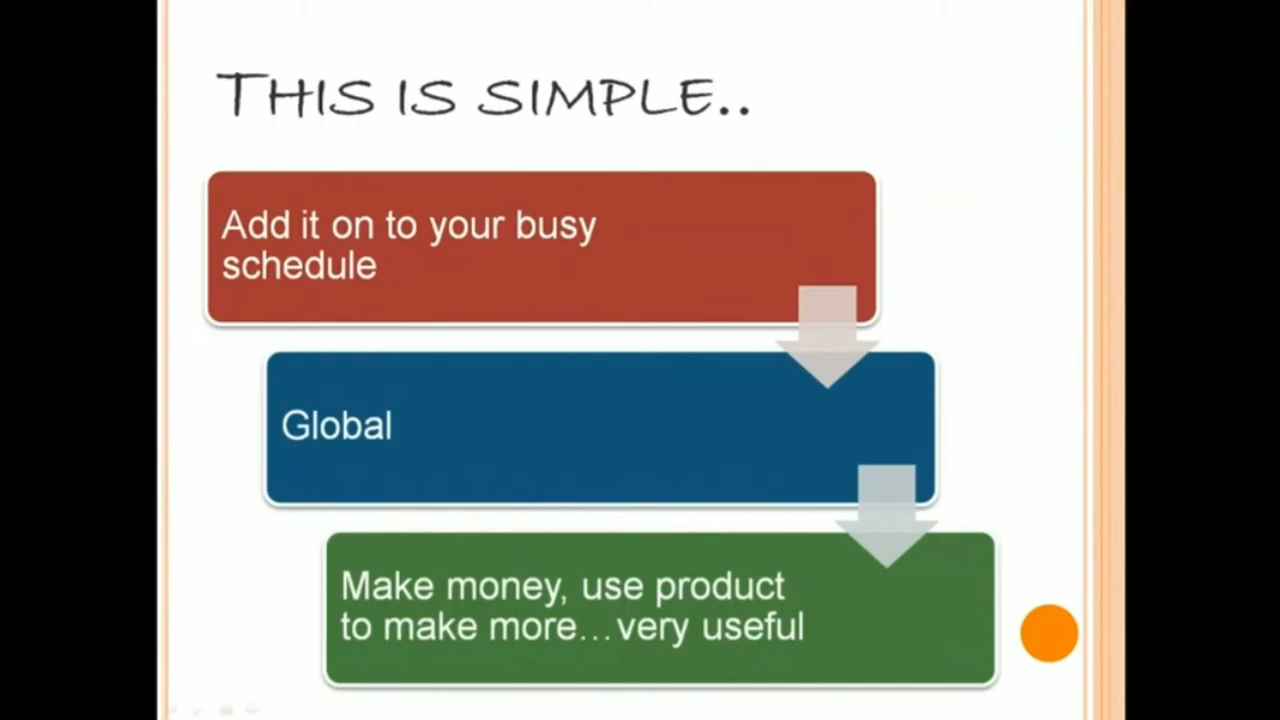 THIS IS SIMPLE..
Add it on to your busy
schedule
Global
Make money, use product
to make more...very useful